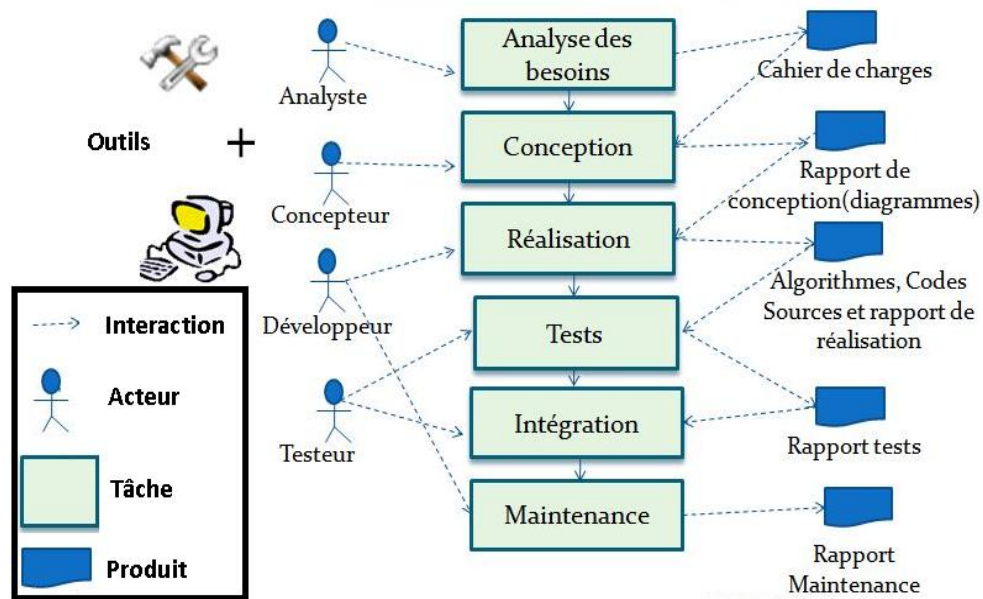 Analyse des
besoins
Analyste
Cahier de charges
Outils +
Conception
Concepteur
Rapport de
conception(diagrammes)
Réalisation
Développeur
Algorithmes, Codes
Sources et rapport de
réalisation
Tests
Testeur
Intégration
Rapport tests
Maintenance
Rapport
Maintenance
Interaction
Acteur
Tâche
Produit